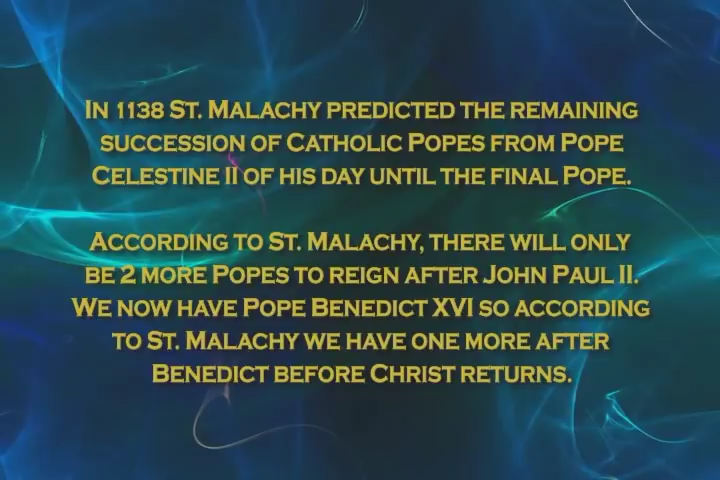 In 1138 St. Malachy predicted the remaining
succession of Catholic Popes from Pope
Celestine II of his day until the final Pope.
According to St. Malachy, there will only
be 2 more Popes to reign after John Paul II.
We now have Pope Benedict XVI so according
to St. Malachy we have one more after
Benedict before Christ returns.